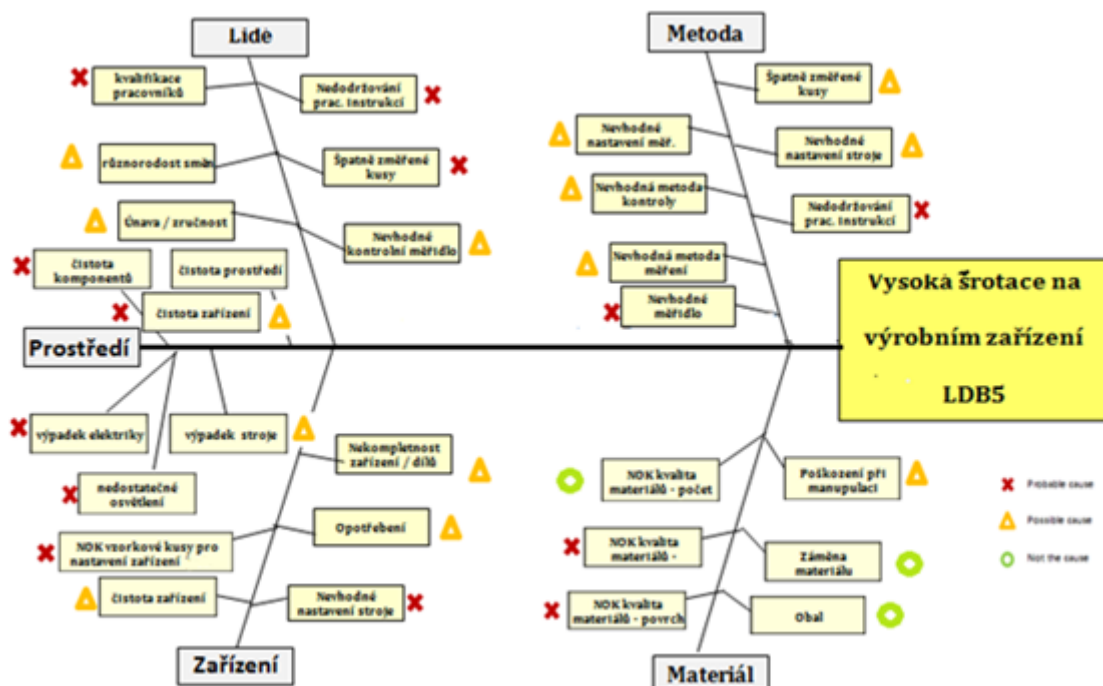 Lidé
Metoda
kvalifikace
pracovníků
Nedodržování
prac. Instrukcí
různorodost směn
Špatně změřené
kusy
Únava / zručnost
Nevhodné
kontrolní měřidlo
čistota
komponentů
čistota prostředí
čistota zařízení
Prostředí
Špatně změřené
kusy
Nevhodné
nastavení měř.
Nevhodné
nastavení stroje
Nevhodná metoda
kontroly
Nedodržování
prac. Instrukcí
Nevhodná metoda
měření
Nevhodné
měřidlo
Vysoká šrotace na
výrobním zařízení
LDB5
výpadek elektriky
výpadek stroje
Nekompletnost
zařízení / dílů
nedostatečné
osvětlení
Opotřebení
NOK vzorkové kusy pro
nastavení zařízení
čistota zařízení
Nevhodné
nastavení stroje
Zařízení
NOK kvalita
materiálů - počet
Poškození při
manupulaci
NOK kvalita
materiálů -
Záměna
materiálu
NOK kvalita
materiálů - povrch
Obal
Materiál
Probable cause
Possible cause
Not the cause